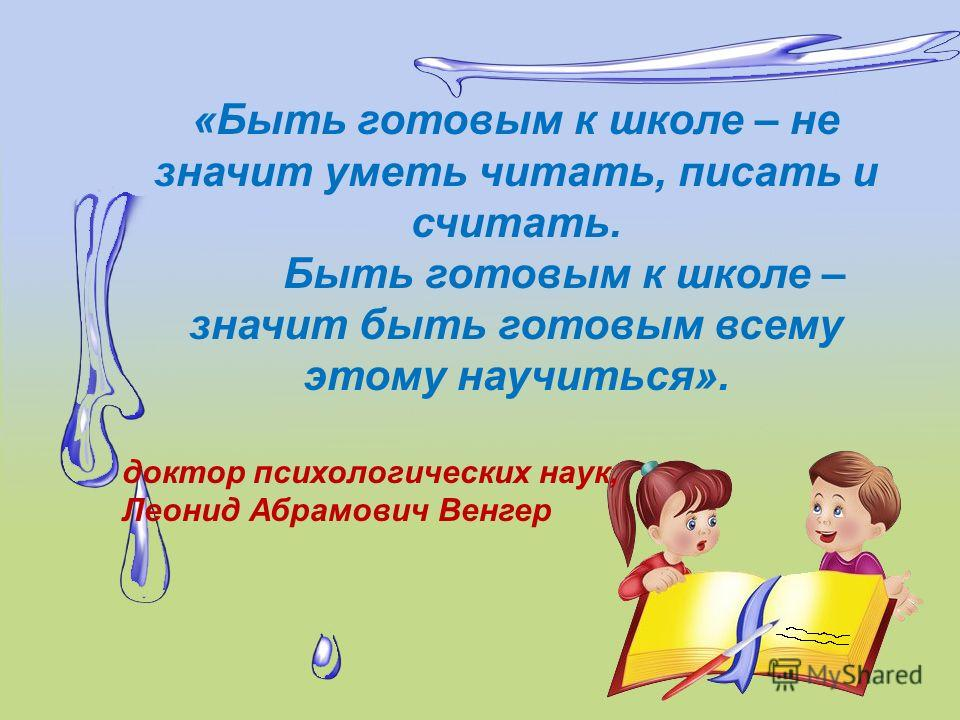 «Быть готовым к школе – не
значит уметь читать, писать и
считать.
Быть готовым к школе –
значит быть готовым всему
этому научиться».
доктор психологических наук,
Леонид Абрамович Венгер
MyShared